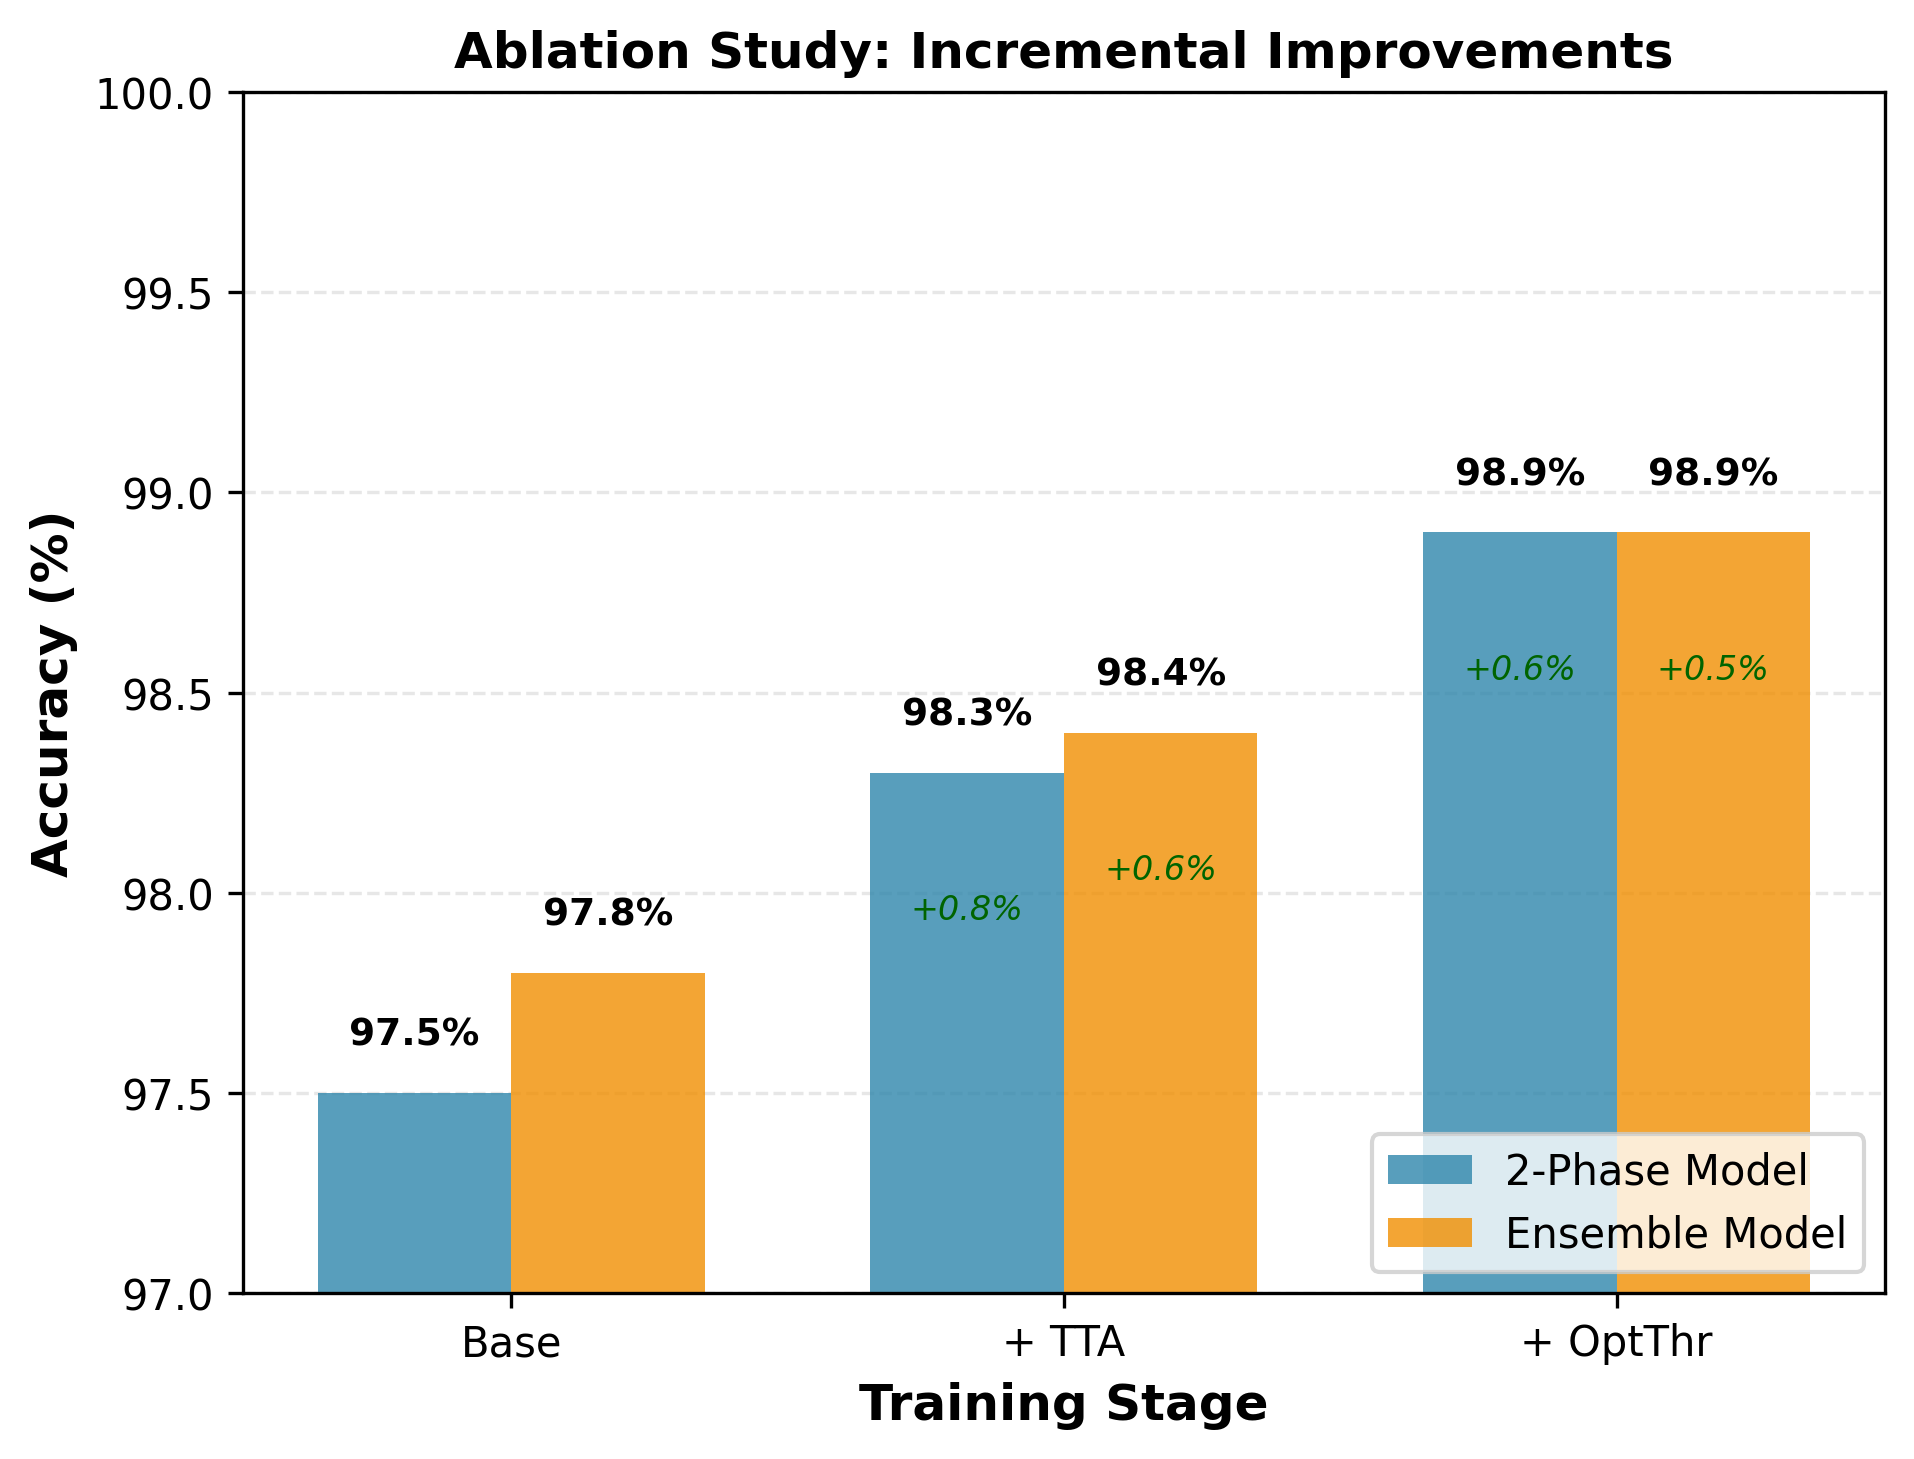 Ablation Study: Incremental Improvements
Accuracy (%)
100.0
99.5
99.0
98.5
98.0
97.5
97.0
97.5%
97.8%
98.3%
98.4%
98.9%
98.9%
+0.8%
+0.6%
+0.6%
+0.5%
2-Phase Model
Ensemble Model
Base
+ TTA
+ OptThr
Training Stage